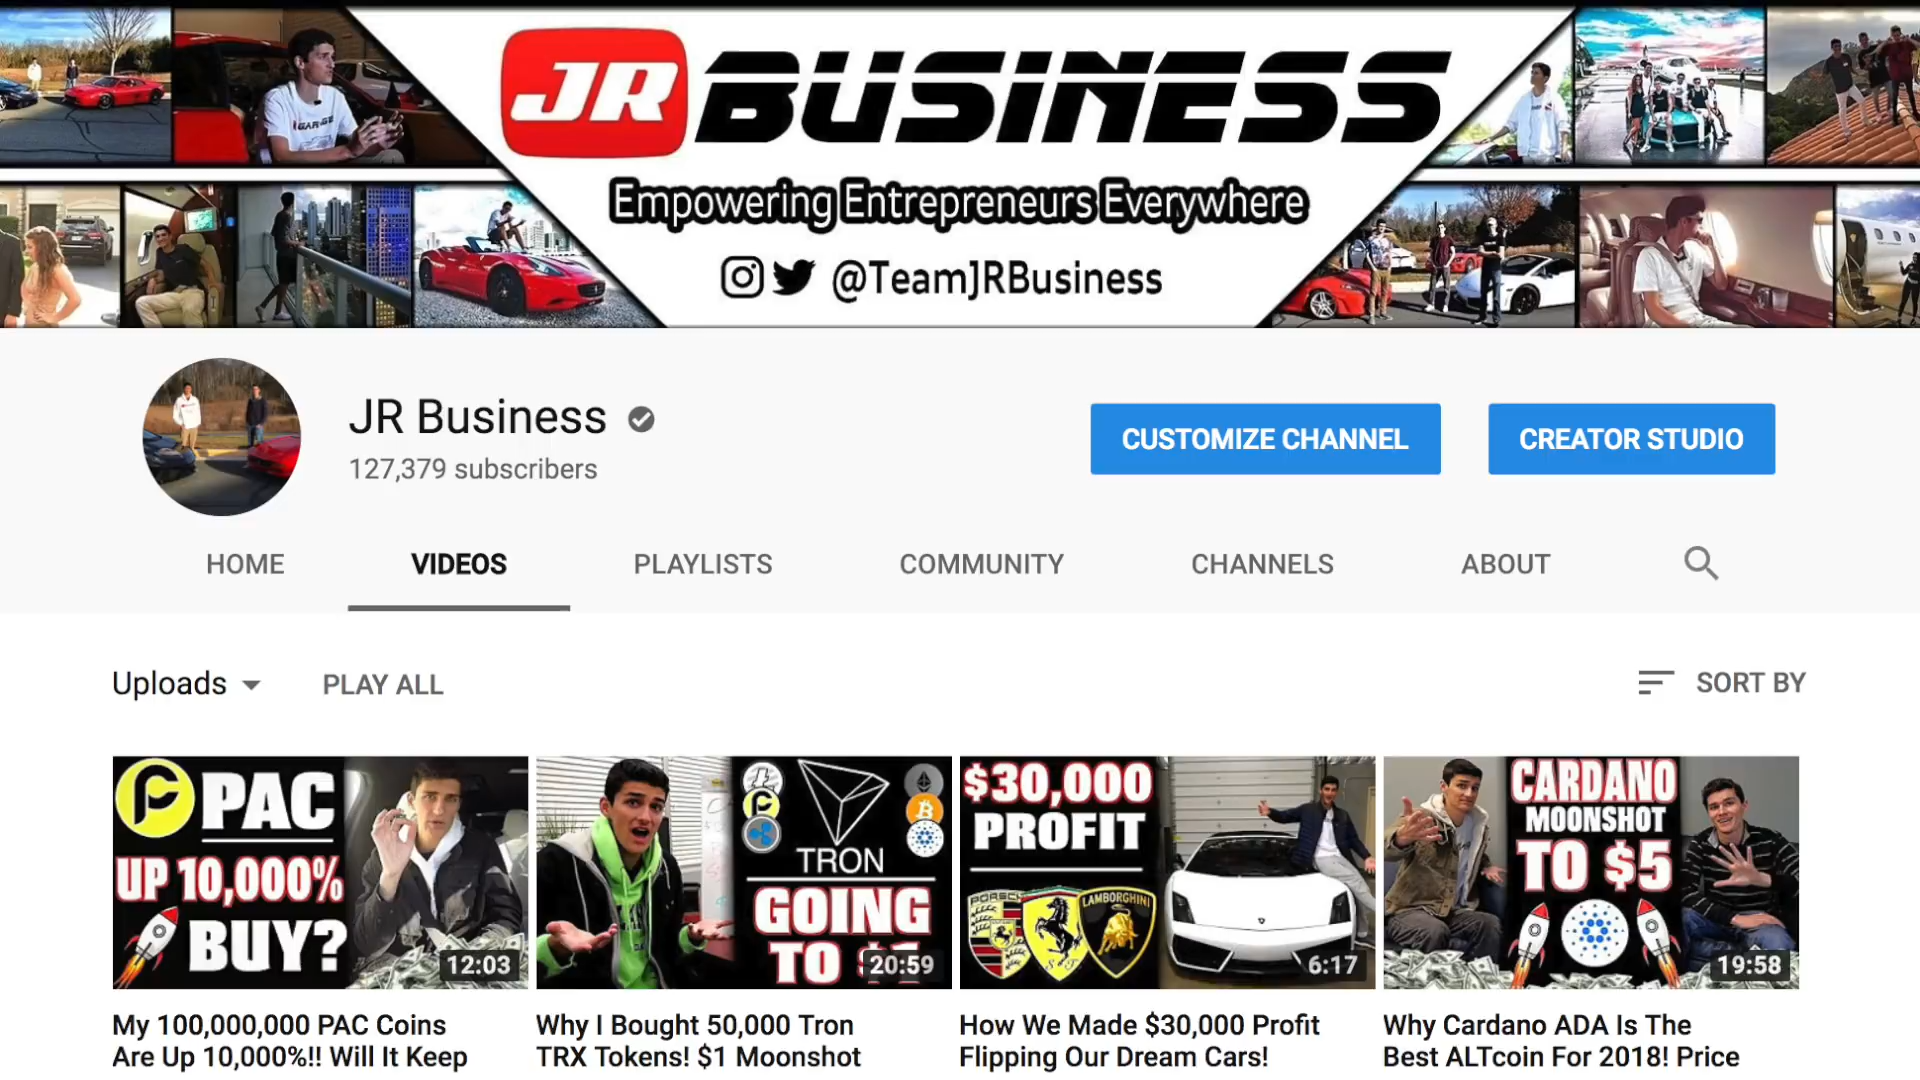 JR BUSINESS
Empowering Entrepreneurs Everywhere
@TeamJRBusiness
JR Business
127,379 subscribers
CUSTOMIZE CHANNEL
CREATOR STUDIO
HOME
VIDEOS
PLAYLISTS
COMMUNITY
CHANNELS
ABOUT
Uploads
PLAY ALL
SORT BY
PAC
UP 10,000%
BUY?
12:03
TRON
GOING
TO $1
20:59
$30,000
PROFIT
PORSCHE
LAMBORGHINI
6:17
CARDANO
MOONSHOT
TO $5
19:58
My 100,000,000 PAC Coins
Are Up 10,000%!! Will It Keep
Why I Bought 50,000 Tron
TRX Tokens! $1 Moonshot
How We Made $30,000 Profit
Flipping Our Dream Cars!
Why Cardano ADA Is The
Best ALTcoin For 2018! Price